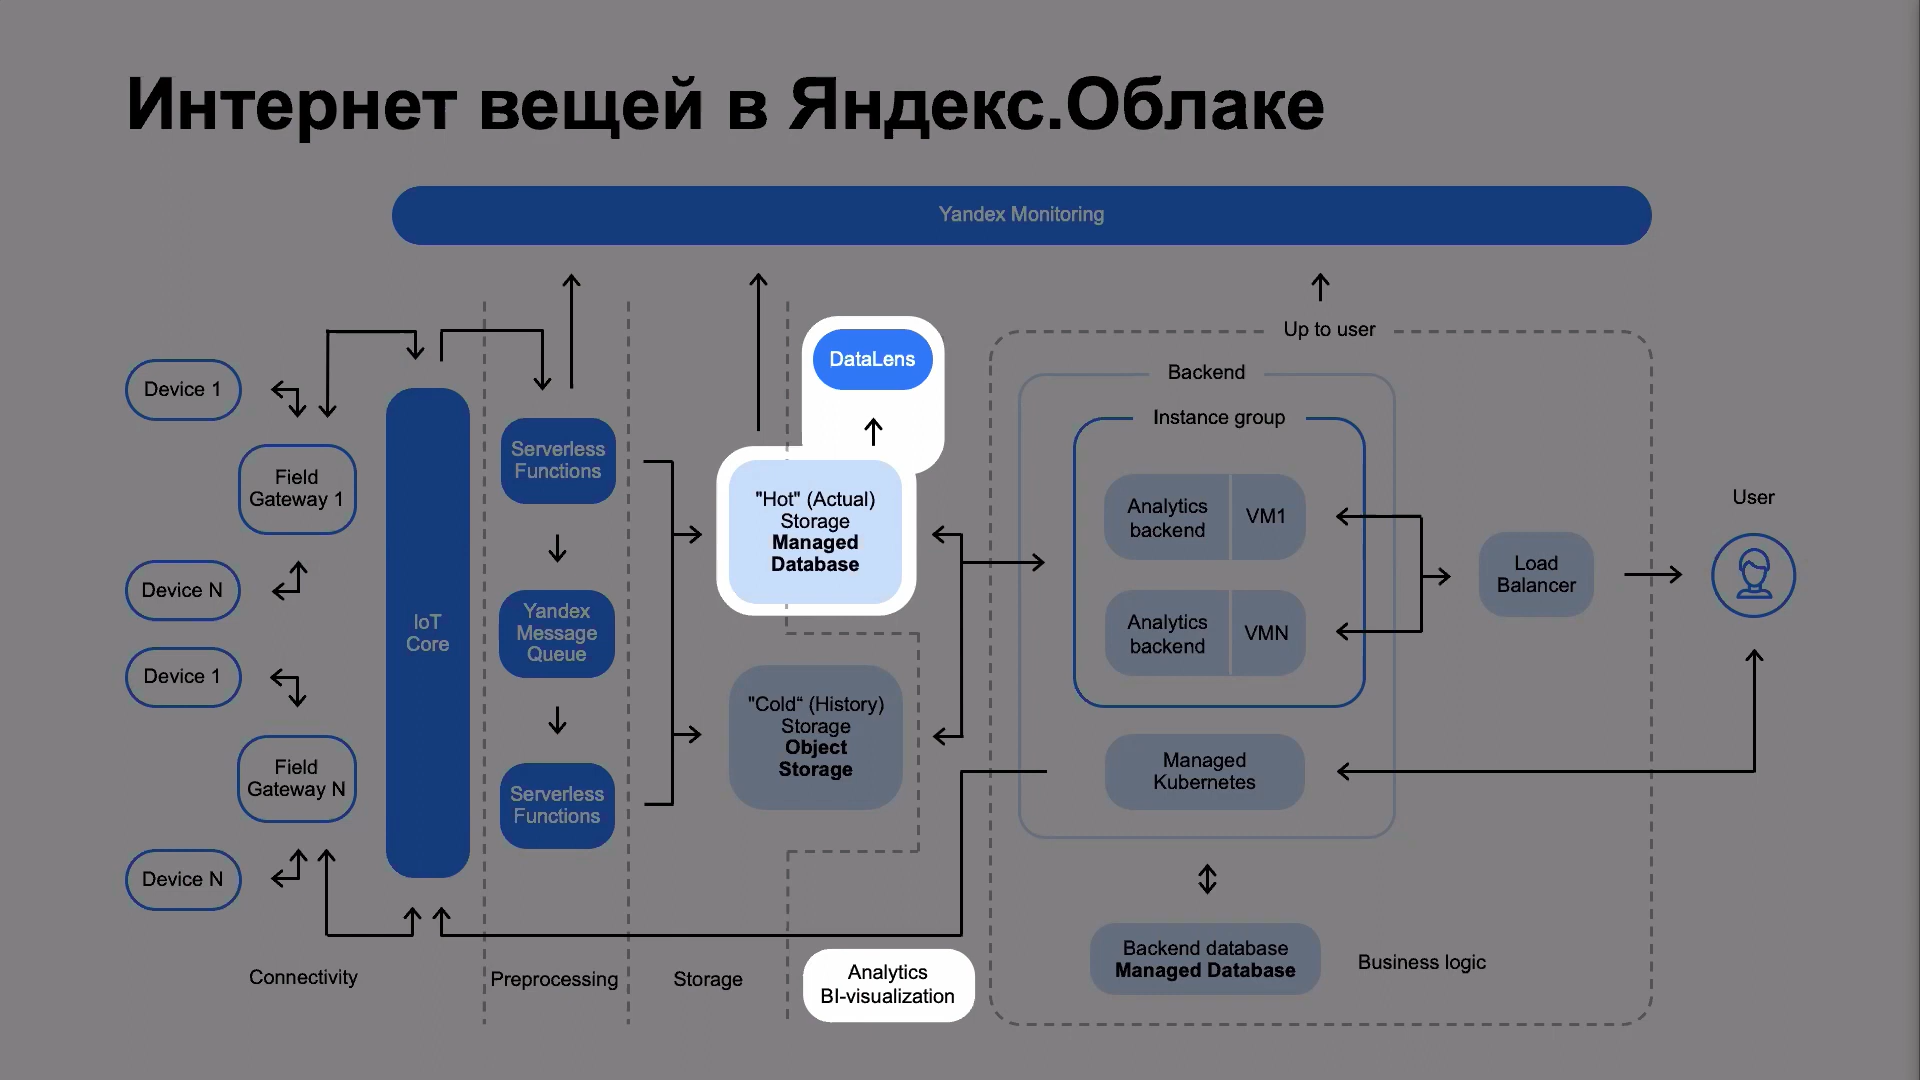 Интернет вещей в Яндекс.Облаке
Yandex Monitoring
Device 1
Field
Gateway 1
Device N
Device 1
Field
Gateway N
Device N
IoT
Core
Serverless
Functions
Yandex
Message
Queue
Serverless
Functions
DataLens
"Hot" (Actual)
Storage
Managed
Database
"Cold“ (History)
Storage
Object
Storage
Up to user
Backend
Instance group
Analytics
backend
VM1
Analytics
backend
VMN
Managed
Kubernetes
Load
Balancer
User
Backend database
Managed Database
Business logic
Connectivity
Preprocessing
Storage
Analytics
BI-visualization